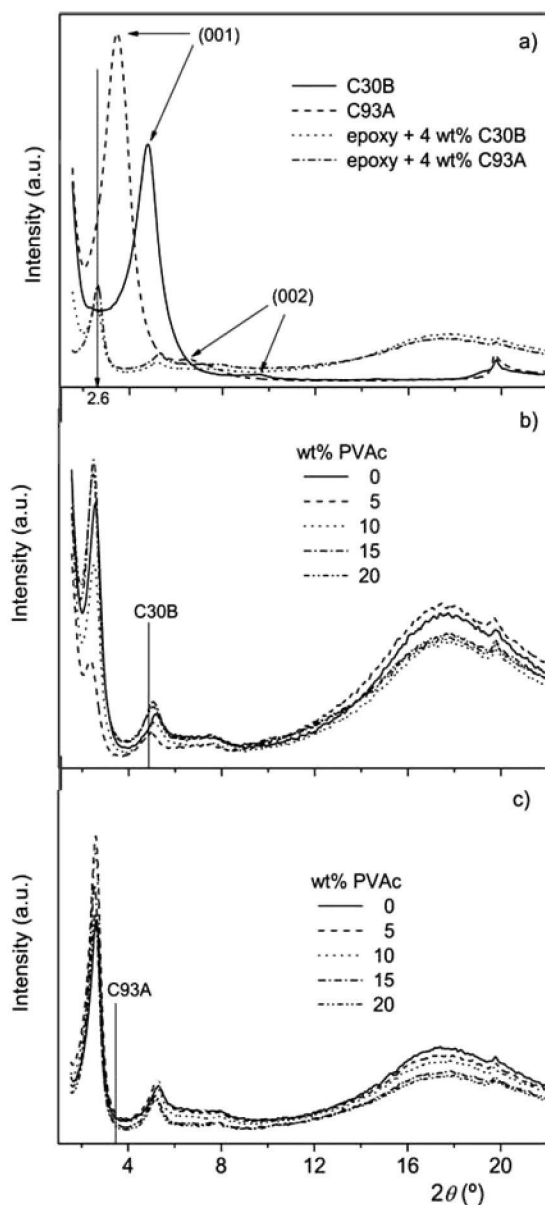 a)
(001)
C30B
C93A
epoxy + 4 wt% C30B
epoxy + 4 wt% C93A
(002)
Intensity (a.u.)
2.6
b)
wt% PVAc
0
5
10
15
20
C30B
Intensity (a.u.)
c)
wt% PVAc
0
5
10
15
20
C93A
Intensity (a.u.)
4 8 12 16 20
2θ (º)